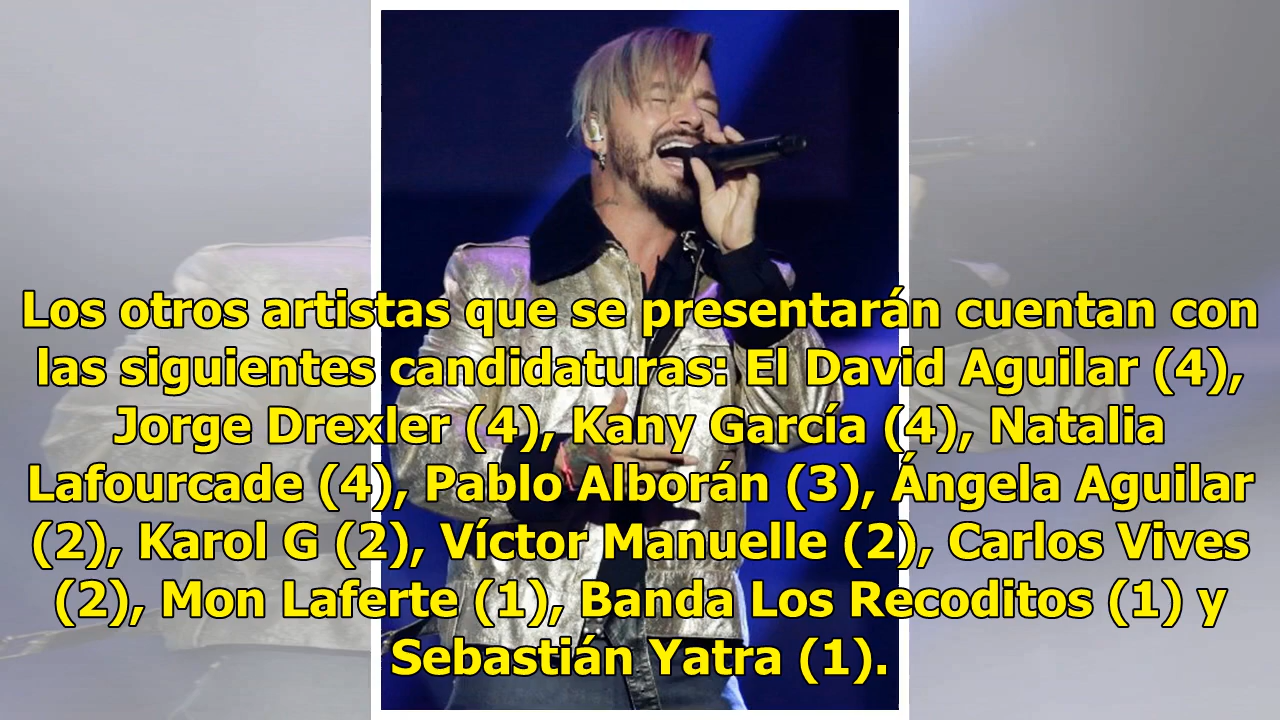 Los otros artistas que se presentarán cuentan con
las siguientes candidaturas: El David Aguilar (4),
Jorge Drexler (4), Kany García (4), Natalia
Lafourcade (4), Pablo Alborán (3), Ángela Aguilar
(2), Karol G (2), Víctor Manuelle (2), Carlos Vives
(2), Mon Laferte (1), Banda Los Recoditos (1) y
Sebastián Yatra (1).